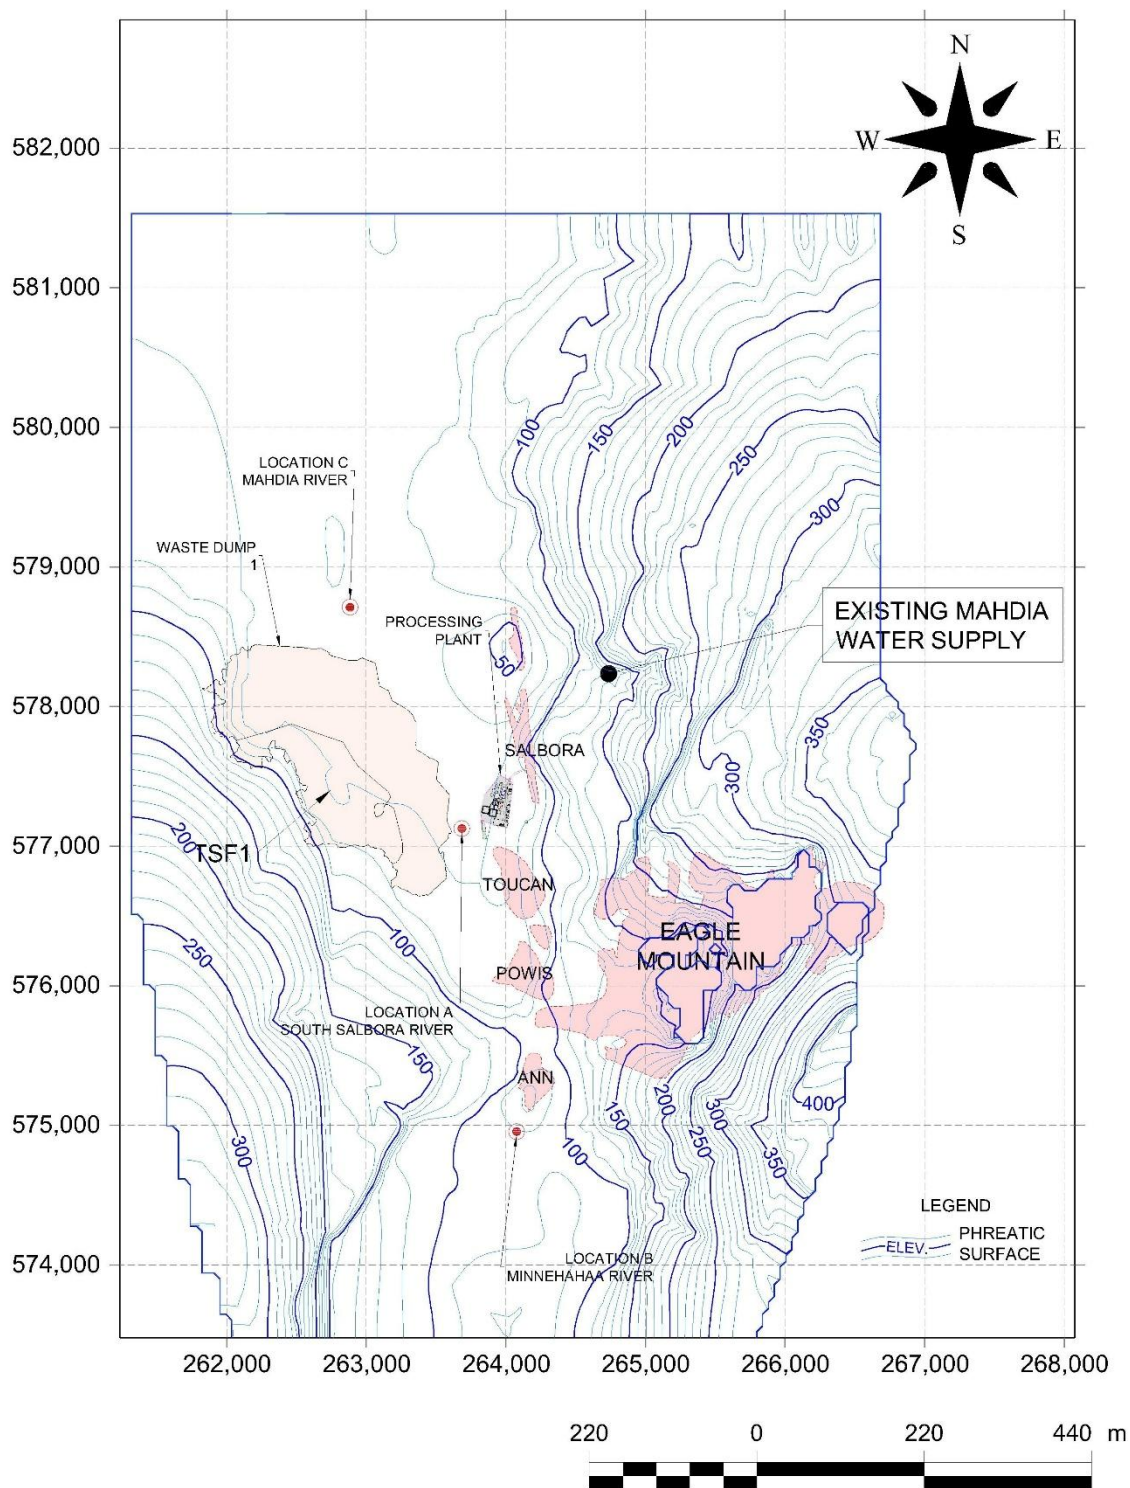 N
W
E
S
582,000
581,000
580,000
579,000
578,000
577,000
576,000
575,000
574,000
100
150
200
250
300
LOCATION C
MAHDIA RIVER
WASTE DUMP
1
PROCESSING
PLANT
50
EXISTING MAHDIA
WATER SUPPLY
350
SALBORA
300
200
TSF1
TOUCAN
EAGLE
MOUNTAIN
100
250
POWIS
LOCATION A
SOUTH SALBORA RIVER
150
ANN
400
200
300
150
250
350
100
300
LEGEND
ELEV.
PHREATIC
SURFACE
LOCATION B
MINNEHAHAA RIVER
262,000
263,000
264,000
265,000
266,000
267,000
268,000
220
0
220
440 m